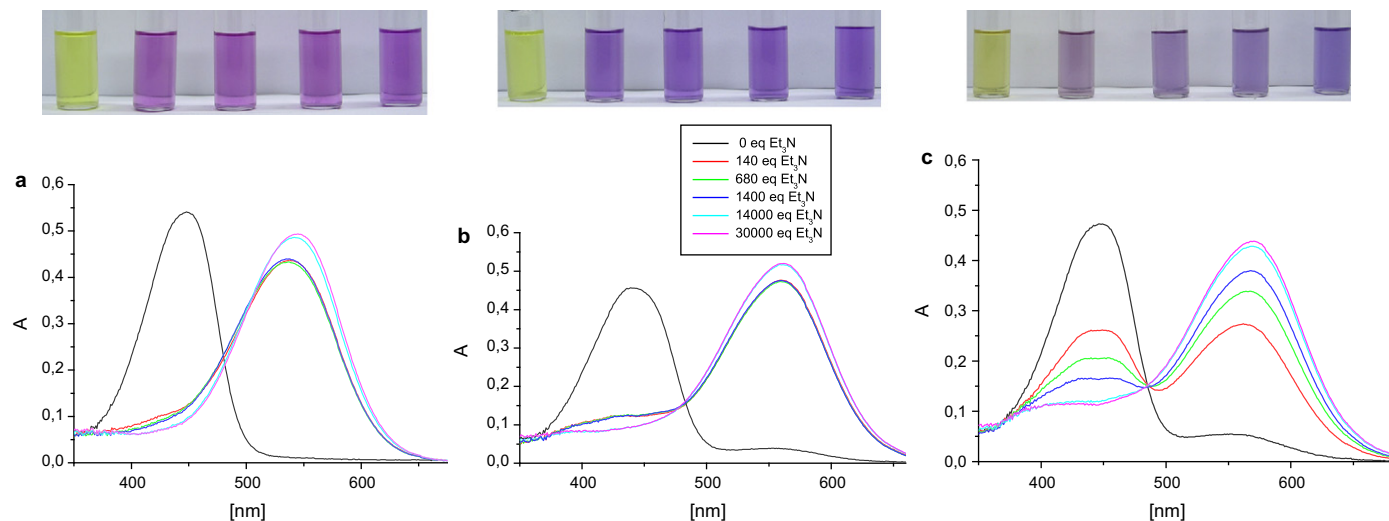 0 eq Et₃N
140 eq Et₃N
680 eq Et₃N
1400 eq Et₃N
14000 eq Et₃N
30000 eq Et₃N
a
0,6
0,5
0,4
0,3
0,2
0,1
0,0
A
400
500
600
[nm]
b
0,6
0,5
0,4
0,3
0,2
0,1
0,0
A
400
500
600
[nm]
c
0,6
0,5
0,4
0,3
0,2
0,1
0,0
A
400
500
600
[nm]